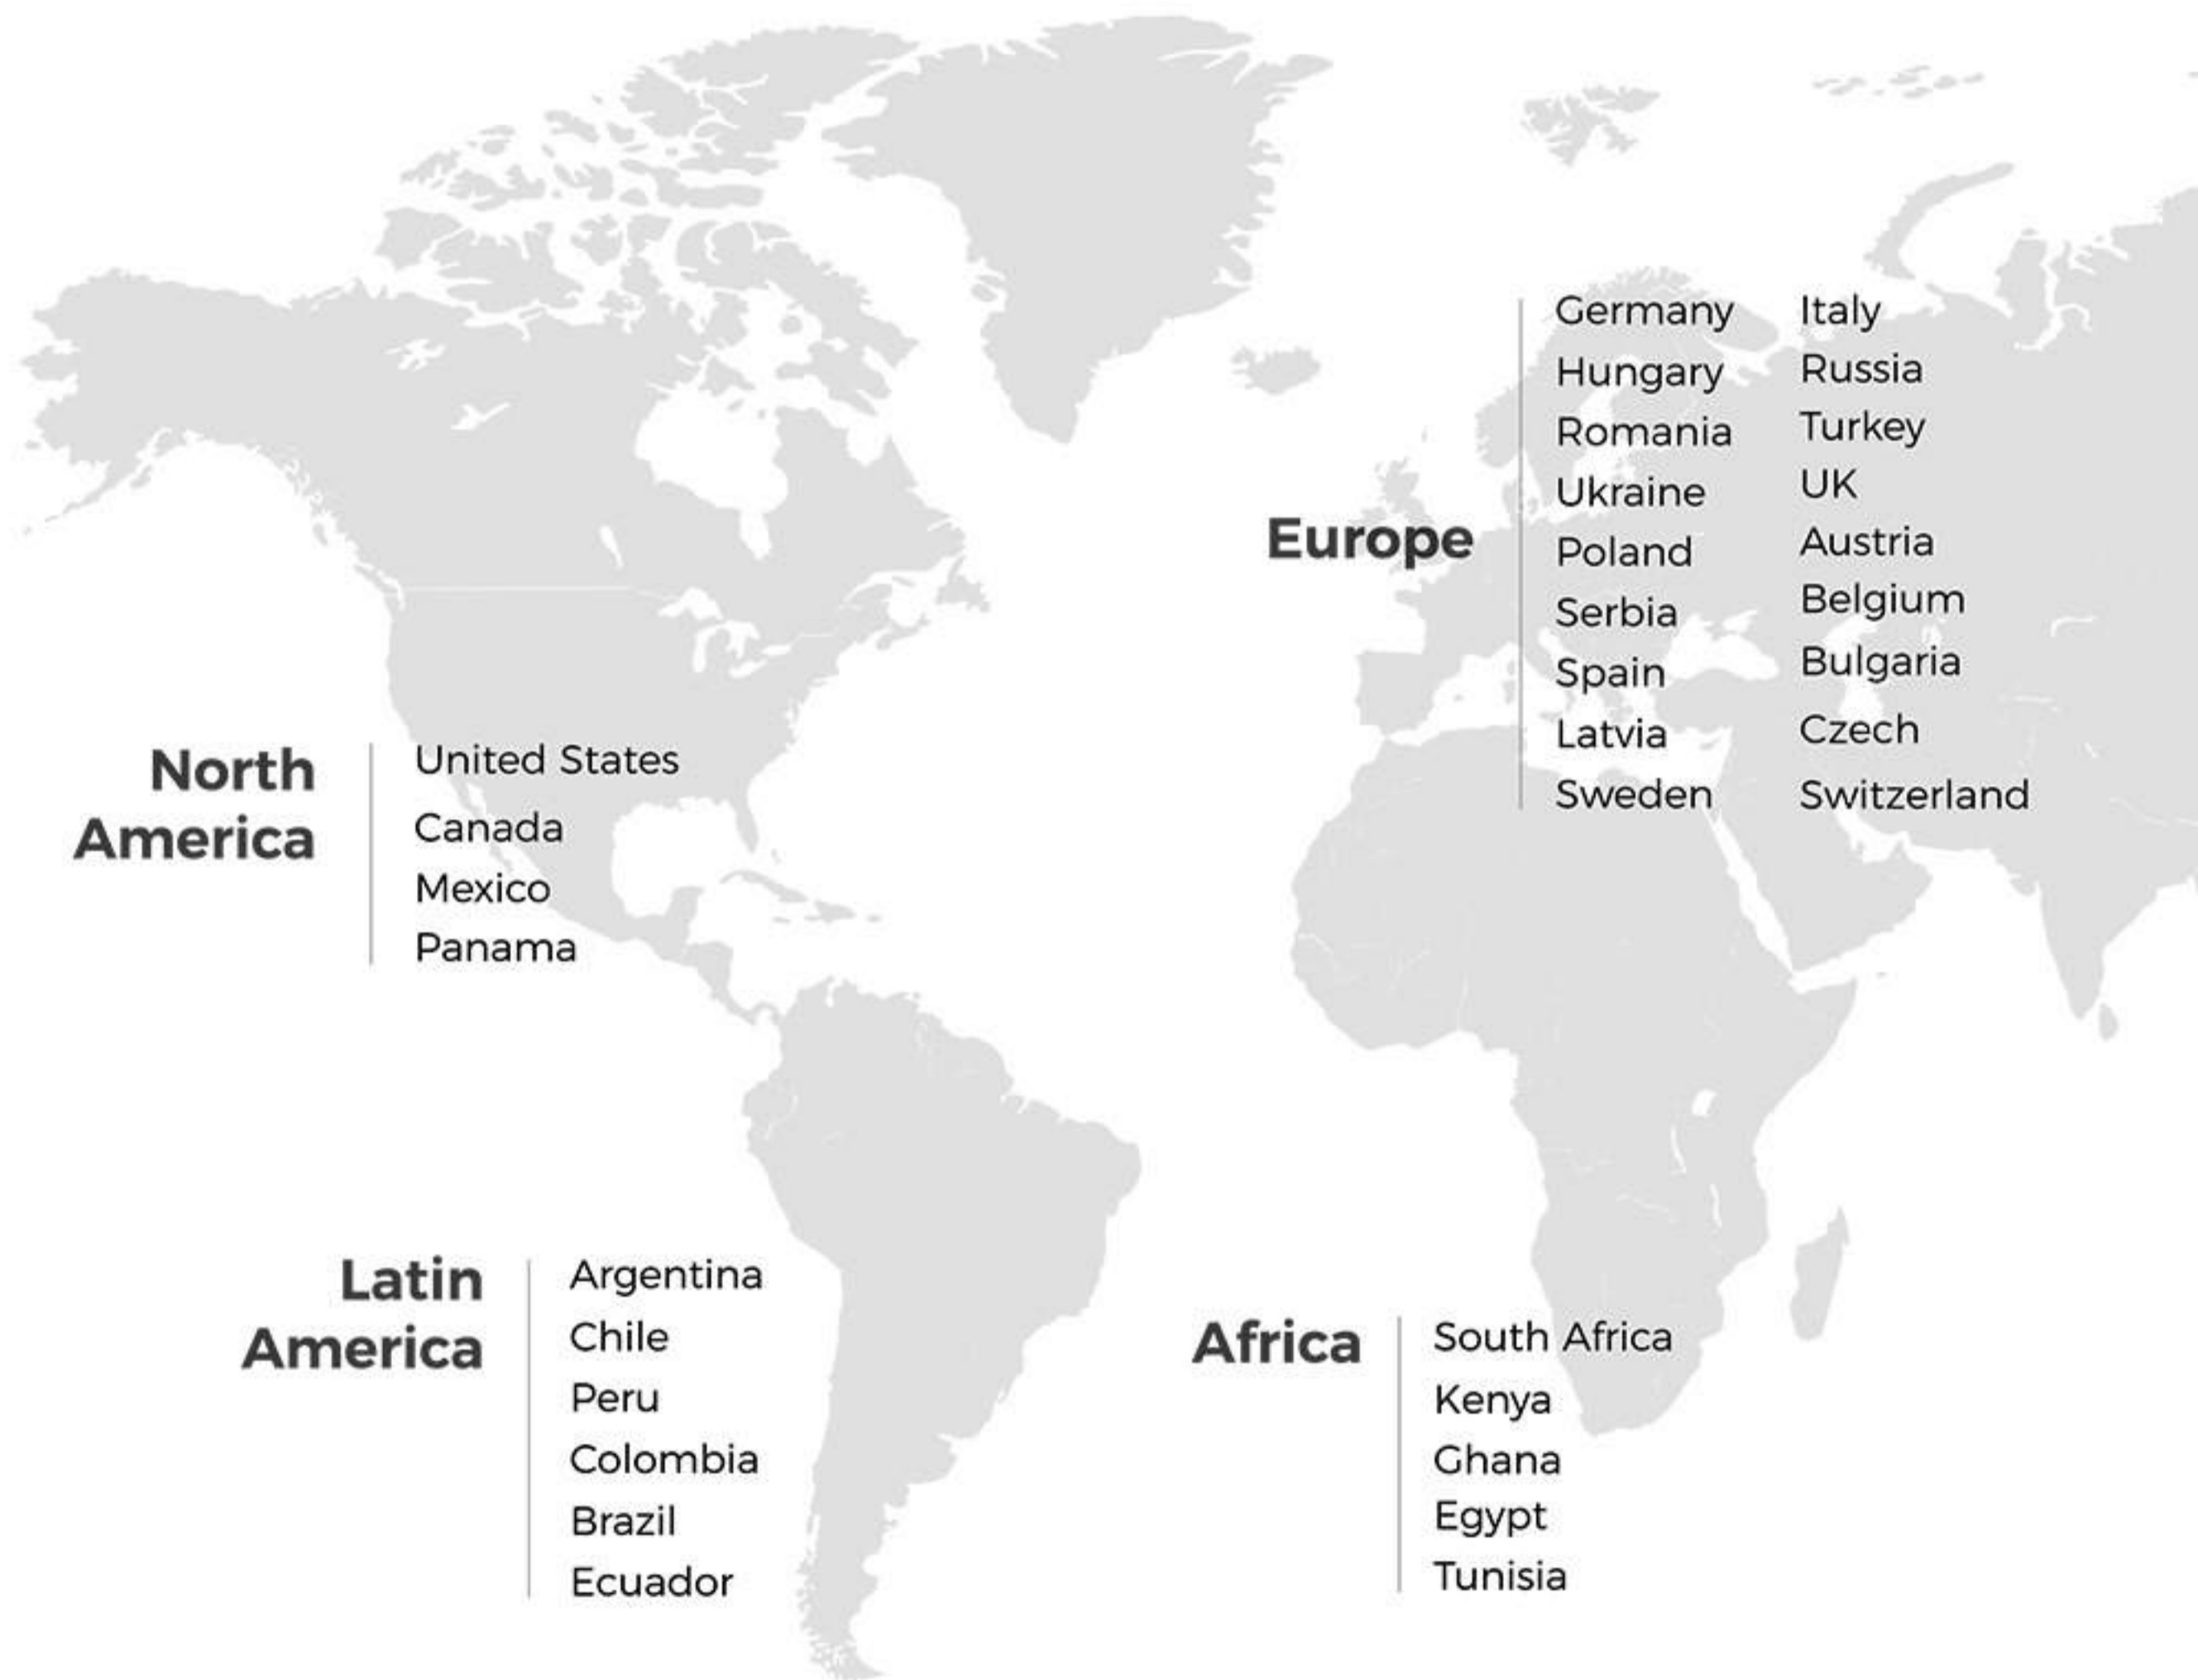 North
America
United States
Canada
Mexico
Panama
Latin
America
Argentina
Chile
Peru
Colombia
Brazil
Ecuador
Europe
Germany
Hungary
Romania
Ukraine
Poland
Serbia
Spain
Latvia
Sweden
Italy
Russia
Turkey
UK
Austria
Belgium
Bulgaria
Czech
Switzerland
Africa
South Africa
Kenya
Ghana
Egypt
Tunisia